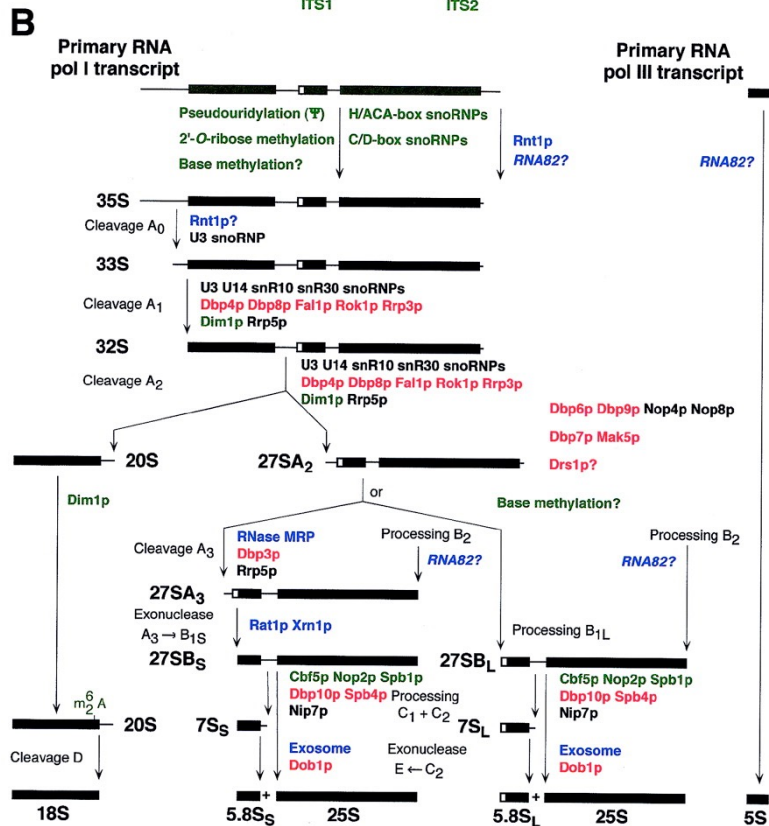 ITS1 ITS2
B
Primary RNA
pol I transcript
Primary RNA
pol III transcript
Pseudouridylation (Ψ) H/ACA-box snoRNPs
2'-O-ribose methylation C/D-box snoRNPs
Base methylation?
Rnt1p
RNA82?
RNA82?
35S
Cleavage A0
Rnt1p?
U3 snoRNP
33S
Cleavage A1
U3 U14 snR10 snR30 snoRNPs
Dbp4p Dbp8p Fal1p Rok1p Rrp3p
Dim1p Rrp5p
32S
Cleavage A2
U3 U14 snR10 snR30 snoRNPs
Dbp4p Dbp8p Fal1p Rok1p Rrp3p
Dim1p Rrp5p
Dbp6p Dbp9p Nop4p Nop8p
Dbp7p Mak5p
Drs1p?
20S
27SA2
or
Dim1p
Base methylation?
Cleavage A3
RNase MRP
Dbp3p
Rrp5p
Processing B2
RNA82?
Processing B2
RNA82?
27SA3
Exonuclease
A3 → B1S
Rat1p Xrn1p
Processing B1L
27SBS
27SBL
Cbf5p Nop2p Spb1p
Dbp10p Spb4p
Nip7p
Processing
C1 + C2
Cbf5p Nop2p Spb1p
Dbp10p Spb4p
Nip7p
m62A
20S
7SS
7SL
Cleavage D
Exosome
Dob1p
Exonuclease
E ← C2
Exosome
Dob1p
+ +
18S 5.8SS 25S 5.8SL 25S 5S